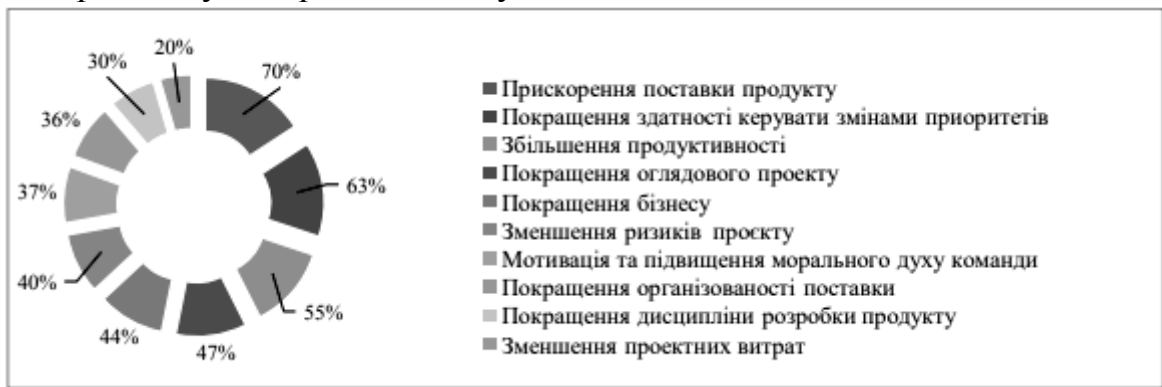 20%
30%
70%
36%
37%
63%
40%
55%
44%
47%
Прискорення поставки продукту
Покращення здатності керувати змінами приоритетів
Збільшення продуктивності
Покращення оглядового проекту
Покращення бізнесу
Зменшення ризиків проєкту
Мотивація та підвищення морального духу команди
Покращення організованості поставки
Покращення дисципліни розробки продукту
Зменшення проектних витрат